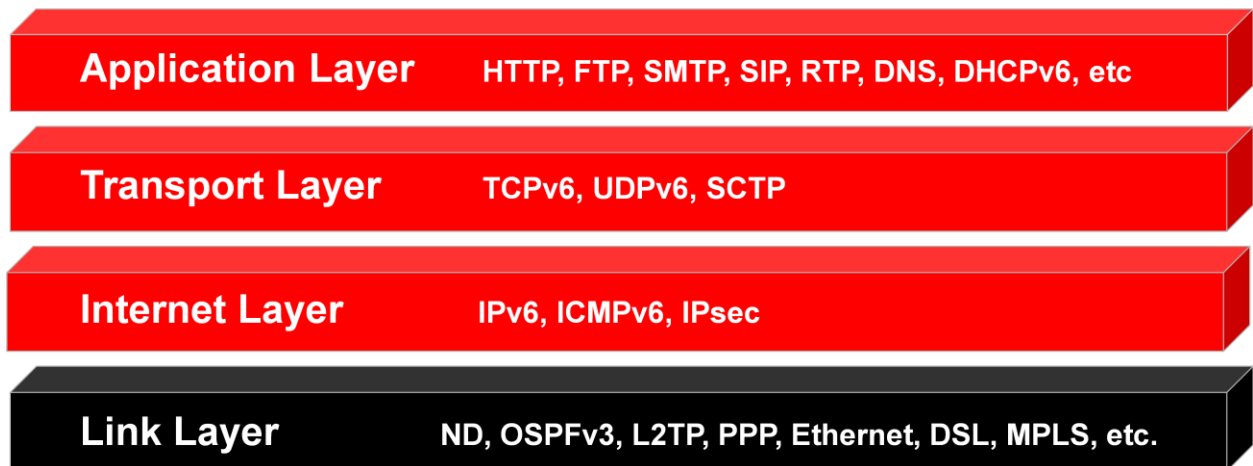 Application Layer HTTP, FTP, SMTP, SIP, RTP, DNS, DHCPv6, etc
Transport Layer TCPv6, UDPv6, SCTP
Internet Layer IPv6, ICMPv6, IPsec
Link Layer ND, OSPFv3, L2TP, PPP, Ethernet, DSL, MPLS, etc.